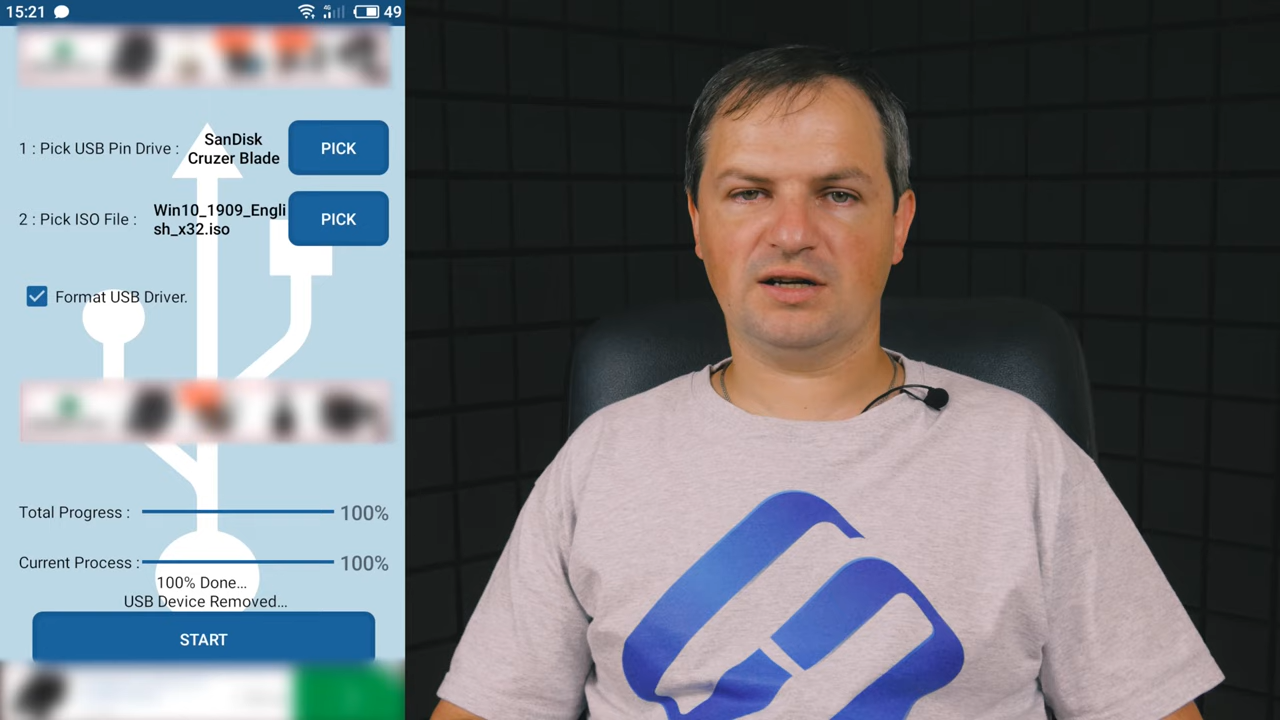 15:21
4G
49
1 : Pick USB Pin Drive :
SanDisk
Cruzer Blade
PICK
2 : Pick ISO File :
Win10_1909_Engli
sh_x32.iso
PICK
Format USB Driver.
Total Progress :
100%
Current Process :
100%
100% Done...
USB Device Removed...
START